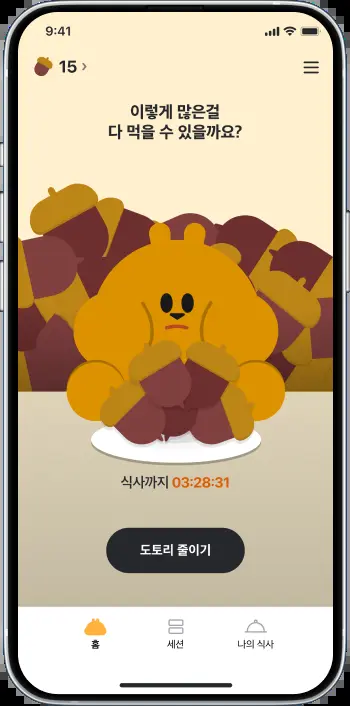 9:41
15 ›
이렇게 많은걸
다 먹을 수 있을까요?
식사까지 03:28:31
도토리 줄이기
홈
세션
나의 식사